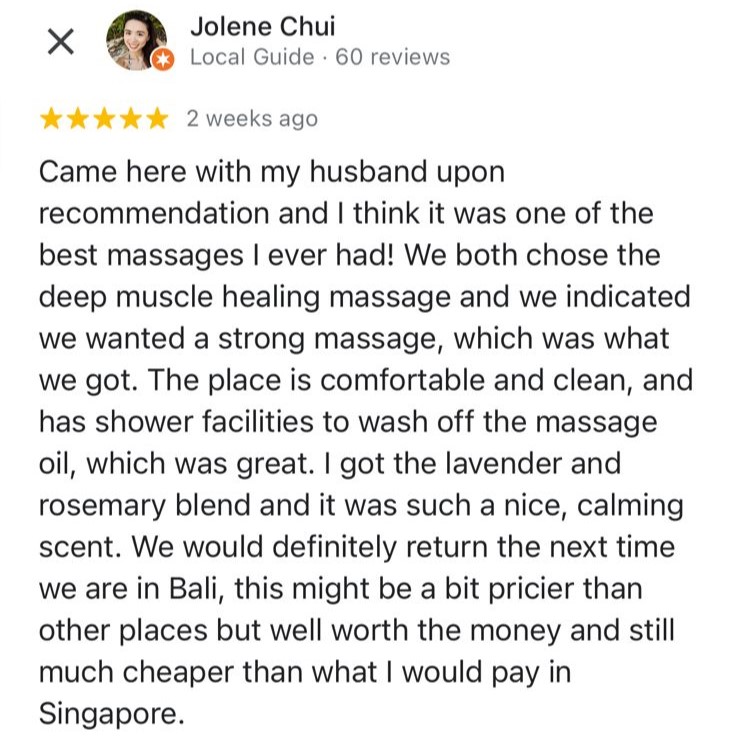 Jolene Chui
Local Guide · 60 reviews
2 weeks ago
Came here with my husband upon
recommendation and I think it was one of the
best massages I ever had! We both chose the
deep muscle healing massage and we indicated
we wanted a strong massage, which was what
we got. The place is comfortable and clean, and
has shower facilities to wash off the massage
oil, which was great. I got the lavender and
rosemary blend and it was such a nice, calming
scent. We would definitely return the next time
we are in Bali, this might be a bit pricier than
other places but well worth the money and still
much cheaper than what I would pay in
Singapore.